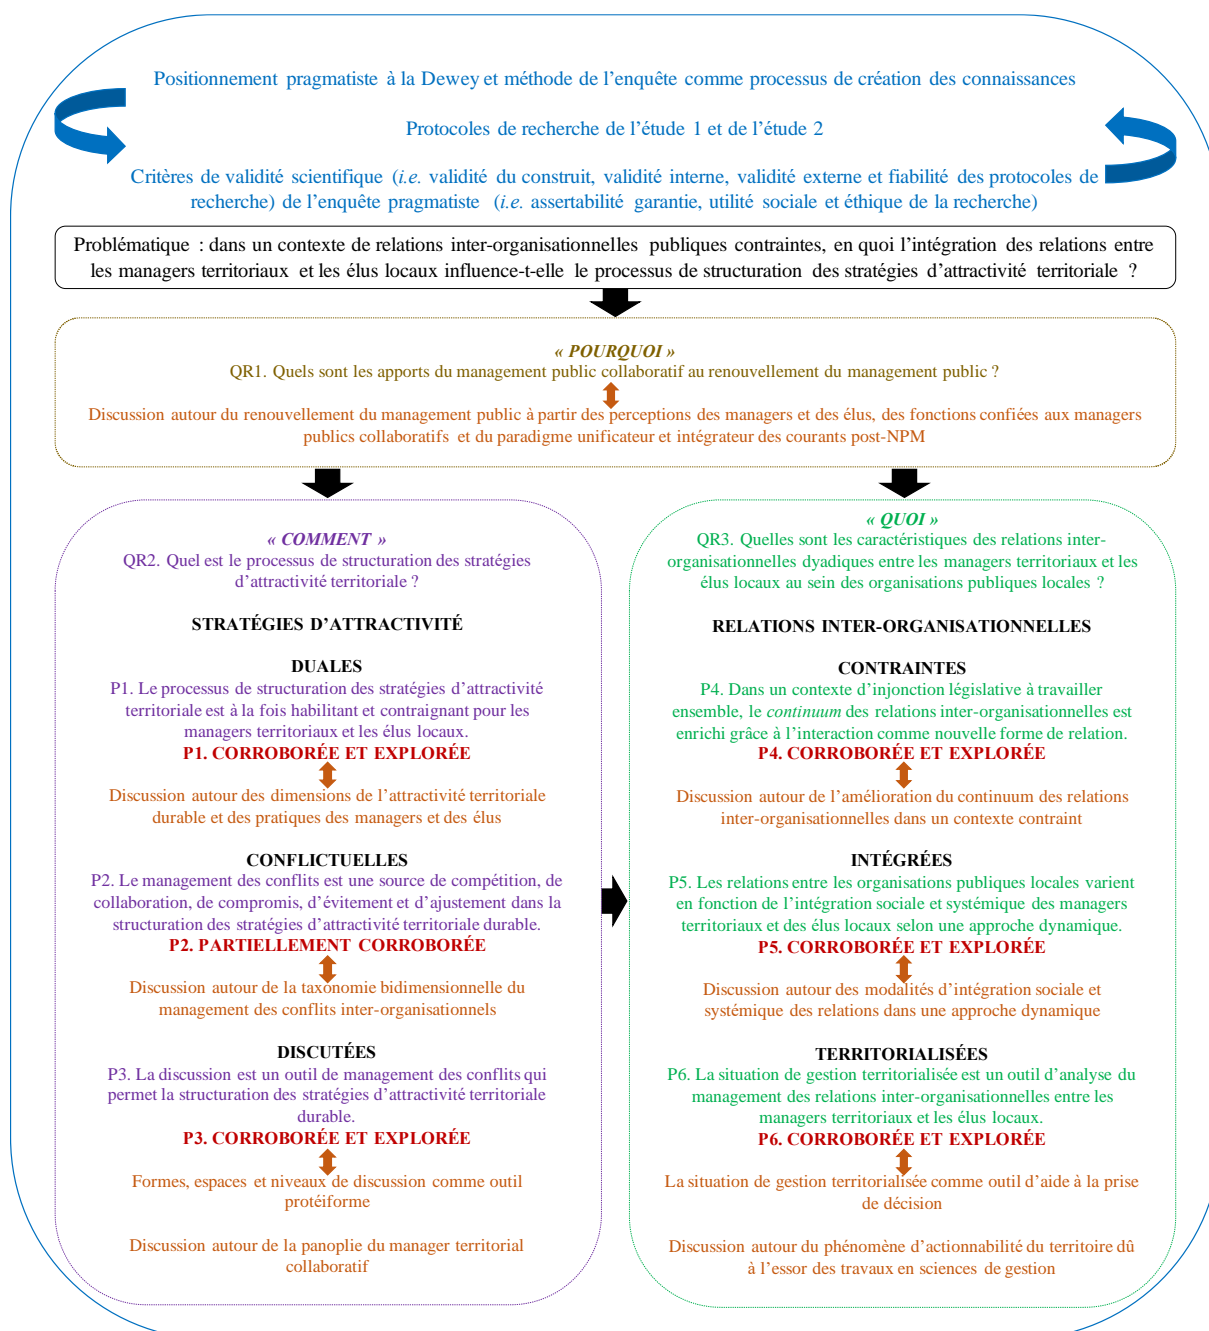 Positionnement pragmatiste à la Dewey et méthode de l'enquête comme processus de création des connaissances
Protocoles de recherche de l'étude 1 et de l'étude 2
Critères de validité scientifique (i.e. validité du construit, validité interne, validité externe et fiabilité des protocoles de
recherche) de l'enquête pragmatiste (i.e. assertabilité garantie, utilité sociale et éthique de la recherche)
Problématique : dans un contexte de relations inter-organisationnelles publiques contraintes, en quoi l'intégration des relations entre
les managers territoriaux et les élus locaux influence-t-elle le processus de structuration des stratégies d'attractivité territoriale ?
« POURQUOI »
QR1. Quels sont les apports du management public collaboratif au renouvellement du management public ?
Discussion autour du renouvellement du management public à partir des perceptions des managers et des élus, des fonctions confiées aux managers
publics collaboratifs et du paradigme unificateur et intégrateur des courants post-NPM
« COMMENT »
QR2. Quel est le processus de structuration des stratégies
d'attractivité territoriale ?
STRATÉGIES D'ATTRACTIVITÉ
DUALES
P1. Le processus de structuration des stratégies d'attractivité
territoriale est à la fois habilitant et contraignant pour les
managers territoriaux et les élus locaux.
P1. CORROBORÉE ET EXPLORÉE
Discussion autour des dimensions de l'attractivité territoriale
durable et des pratiques des managers et des élus
CONFLICTUELLES
P2. Le management des conflits est une source de compétition, de
collaboration, de compromis, d'évitement et d'ajustement dans la
structuration des stratégies d'attractivité territoriale durable.
P2. PARTIELLEMENT CORROBORÉE
Discussion autour de la taxonomie bidimensionnelle du
management des conflits inter-organisationnels
DISCUTÉES
P3. La discussion est un outil de management des conflits qui
permet la structuration des stratégies d'attractivité territoriale
durable.
P3. CORROBORÉE ET EXPLORÉE
Formes, espaces et niveaux de discussion comme outil
protéiforme
Discussion autour de la panoplie du manager territorial
collaboratif
« QUOI »
QR3. Quelles sont les caractéristiques des relations inter-
organisationnelles dyadiques entre les managers territoriaux et les
élus locaux au sein des organisations publiques locales ?
RELATIONS INTER-ORGANISATIONNELLES
CONTRAINTES
P4. Dans un contexte d'injonction législative à travailler
ensemble, le continuum des relations inter-organisationnelles est
enrichi grâce à l'interaction comme nouvelle forme de relation.
P4. CORROBORÉE ET EXPLORÉE
Discussion autour de l'amélioration du continuum des relations
inter-organisationnelles dans un contexte contraint
INTÉGRÉES
P5. Les relations entre les organisations publiques locales varient
en fonction de l'intégration sociale et systémique des managers
territoriaux et des élus locaux selon une approche dynamique.
P5. CORROBORÉE ET EXPLORÉE
Discussion autour des modalités d'intégration sociale et
systémique des relations dans une approche dynamique
TERRITORIALISÉES
P6. La situation de gestion territorialisée est un outil d'analyse du
management des relations inter-organisationnelles entre les
managers territoriaux et les élus locaux.
P6. CORROBORÉE ET EXPLORÉE
La situation de gestion territorialisée comme outil d'aide à la prise
de décision
Discussion autour du phénomène d'actionnabilité du territoire dû
à l'essor des travaux en sciences de gestion